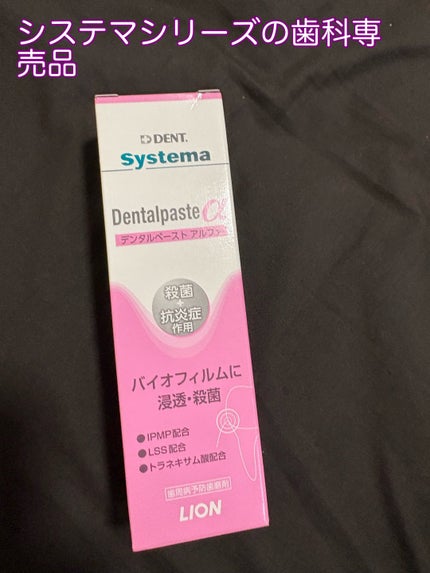 システマシリーズの歯科専
売品
DENT.
Systema
Dentalpaste α
デンタルペースト アルファ
殺菌
+
抗炎症
作用
バイオフィルムに
浸透・殺菌
●IPMP配合
●LSS配合
●トラネキサム酸配合
歯周病予防歯磨剤
LION